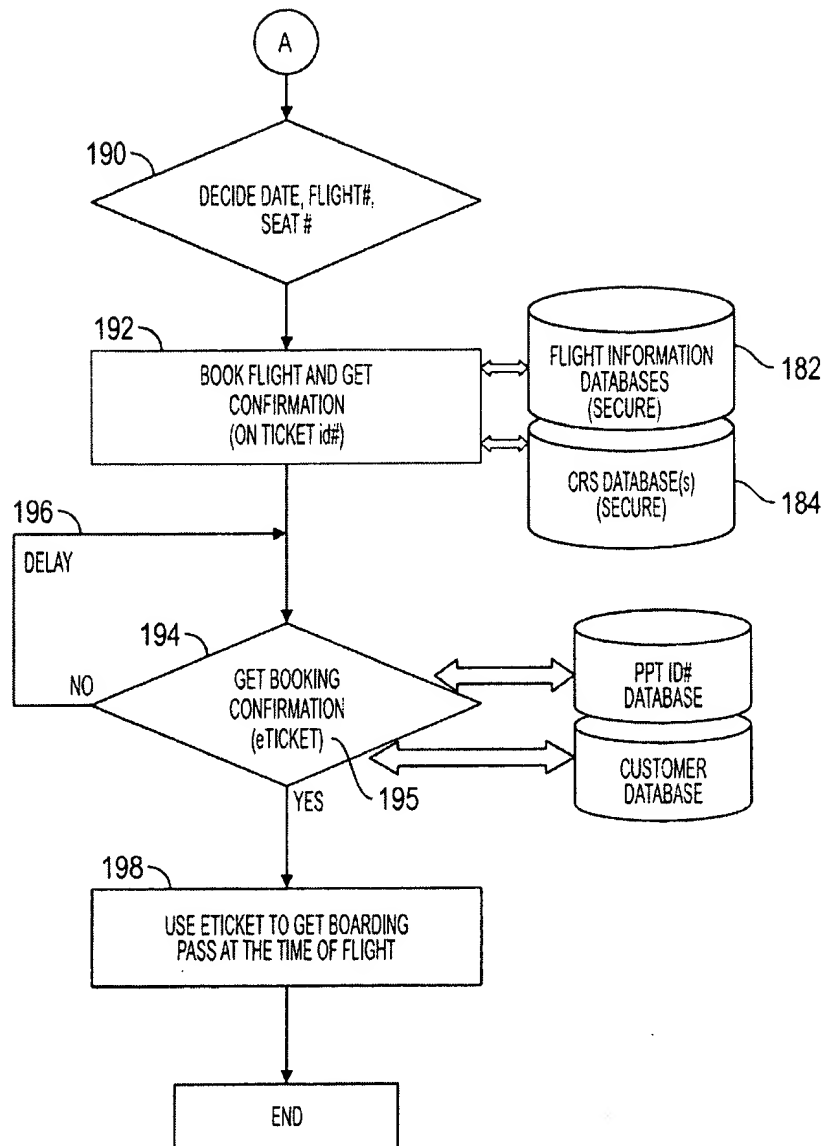 A
190
DECIDE DATE, FLIGHT#,
SEAT #
192
BOOK FLIGHT AND GET
CONFIRMATION
(ON TICKET id#)
FLIGHT INFORMATION
DATABASES
(SECURE)
182
CRS DATABASE(s)
(SECURE)
184
196
DELAY
194
NO
GET BOOKING
CONFIRMATION
(eTICKET)
195
YES
PPT ID#
DATABASE
CUSTOMER
DATABASE
198
USE ETICKET TO GET BOARDING
PASS AT THE TIME OF FLIGHT
END